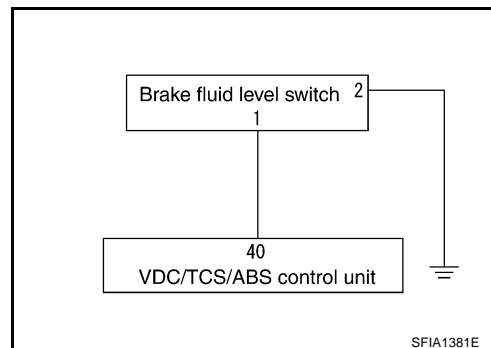 Brake fluid level switch 2
1
40
VDC/TCS/ABS control unit
SFIA1381E